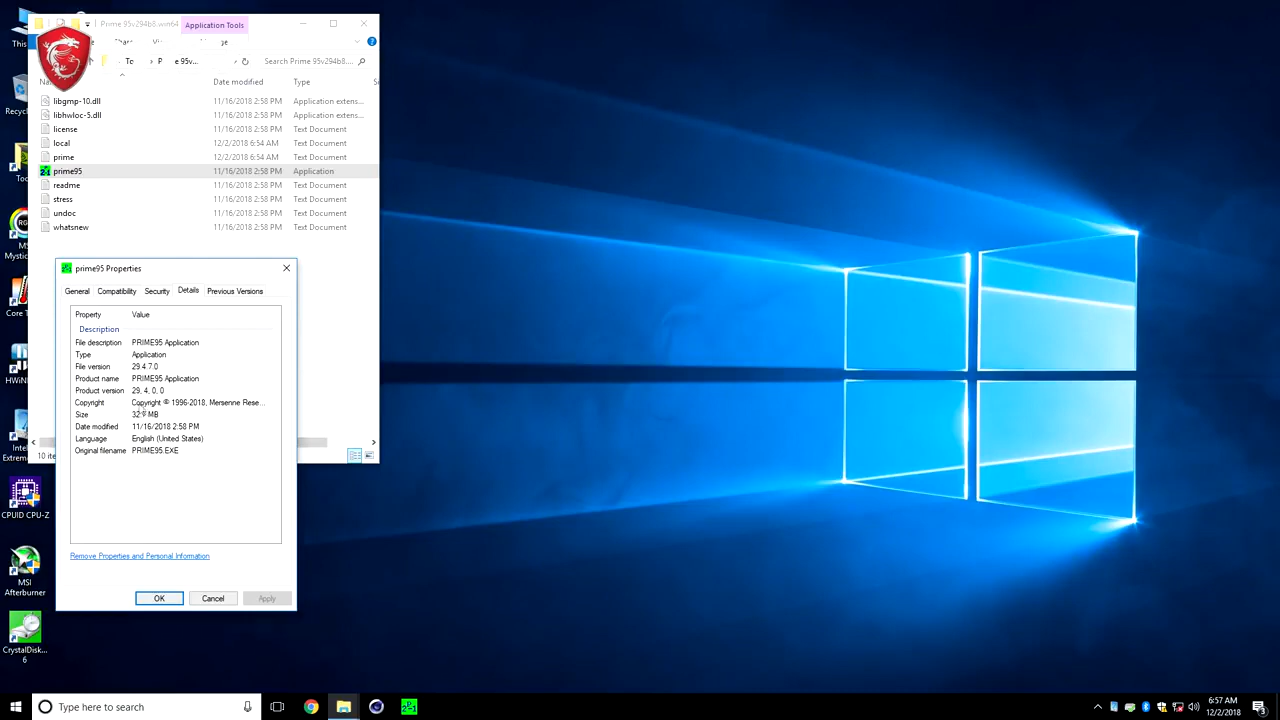 Prime 95v294b8.win64
Application Tools
Search Prime 95v294b8....
Date modified
Type
libgmp-10.dll 11/16/2018 2:58 PM Application exten...
libhwloc-5.dll 11/16/2018 2:58 PM Application exten...
license 11/16/2018 2:58 PM Text Document
local 12/2/2018 6:54 AM Text Document
prime 12/2/2018 6:54 AM Text Document
prime95 11/16/2018 2:58 PM Application
readme 11/16/2018 2:58 PM Text Document
stress 11/16/2018 2:58 PM Text Document
undoc 11/16/2018 2:58 PM Text Document
whatsnew 11/16/2018 2:58 PM Text Document
prime95 Properties
General Compatibility Security Details Previous Versions
Property Value
Description
File description PRIME95 Application
Type Application
File version 29.4.7.0
Product name PRIME95 Application
Product version 29, 4, 0, 0
Copyright Copyright © 1996-2018, Mersenne Rese...
Size MB
Date modified 11/16/2018 2:58 PM
Language English (United States)
Original filename PRIME95.EXE
Remove Properties and Personal Information
OK Cancel Apply
CPUID CPU-Z
MSI
Afterburner
CrystalDisk...
6
Type here to search
6:57 AM
12/2/2018